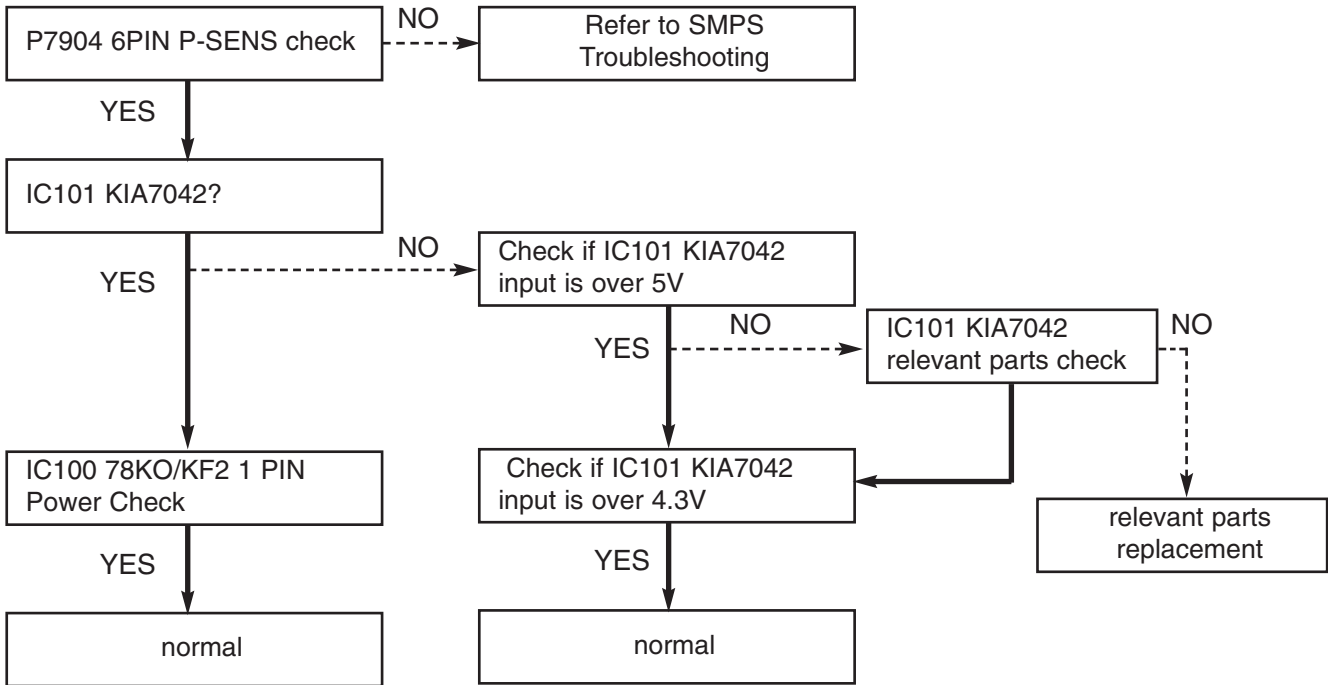 P7904 6PIN P-SENS check
NO
Refer to SMPS
Troubleshooting
YES
IC101 KIA7042?
NO
YES
Check if IC101 KIA7042
input is over 5V
NO
YES
IC101 KIA7042
relevant parts check
NO
IC100 78KO/KF2 1 PIN
Power Check
Check if IC101 KIA7042
input is over 4.3V
relevant parts
replacement
YES
YES
normal
normal